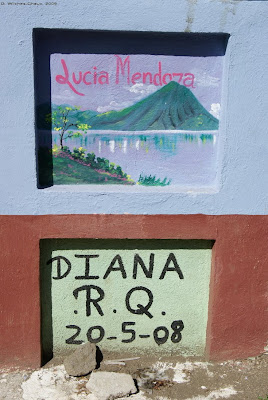 Lucia Mendoza
DIANA
.R.Q.
20-5-08